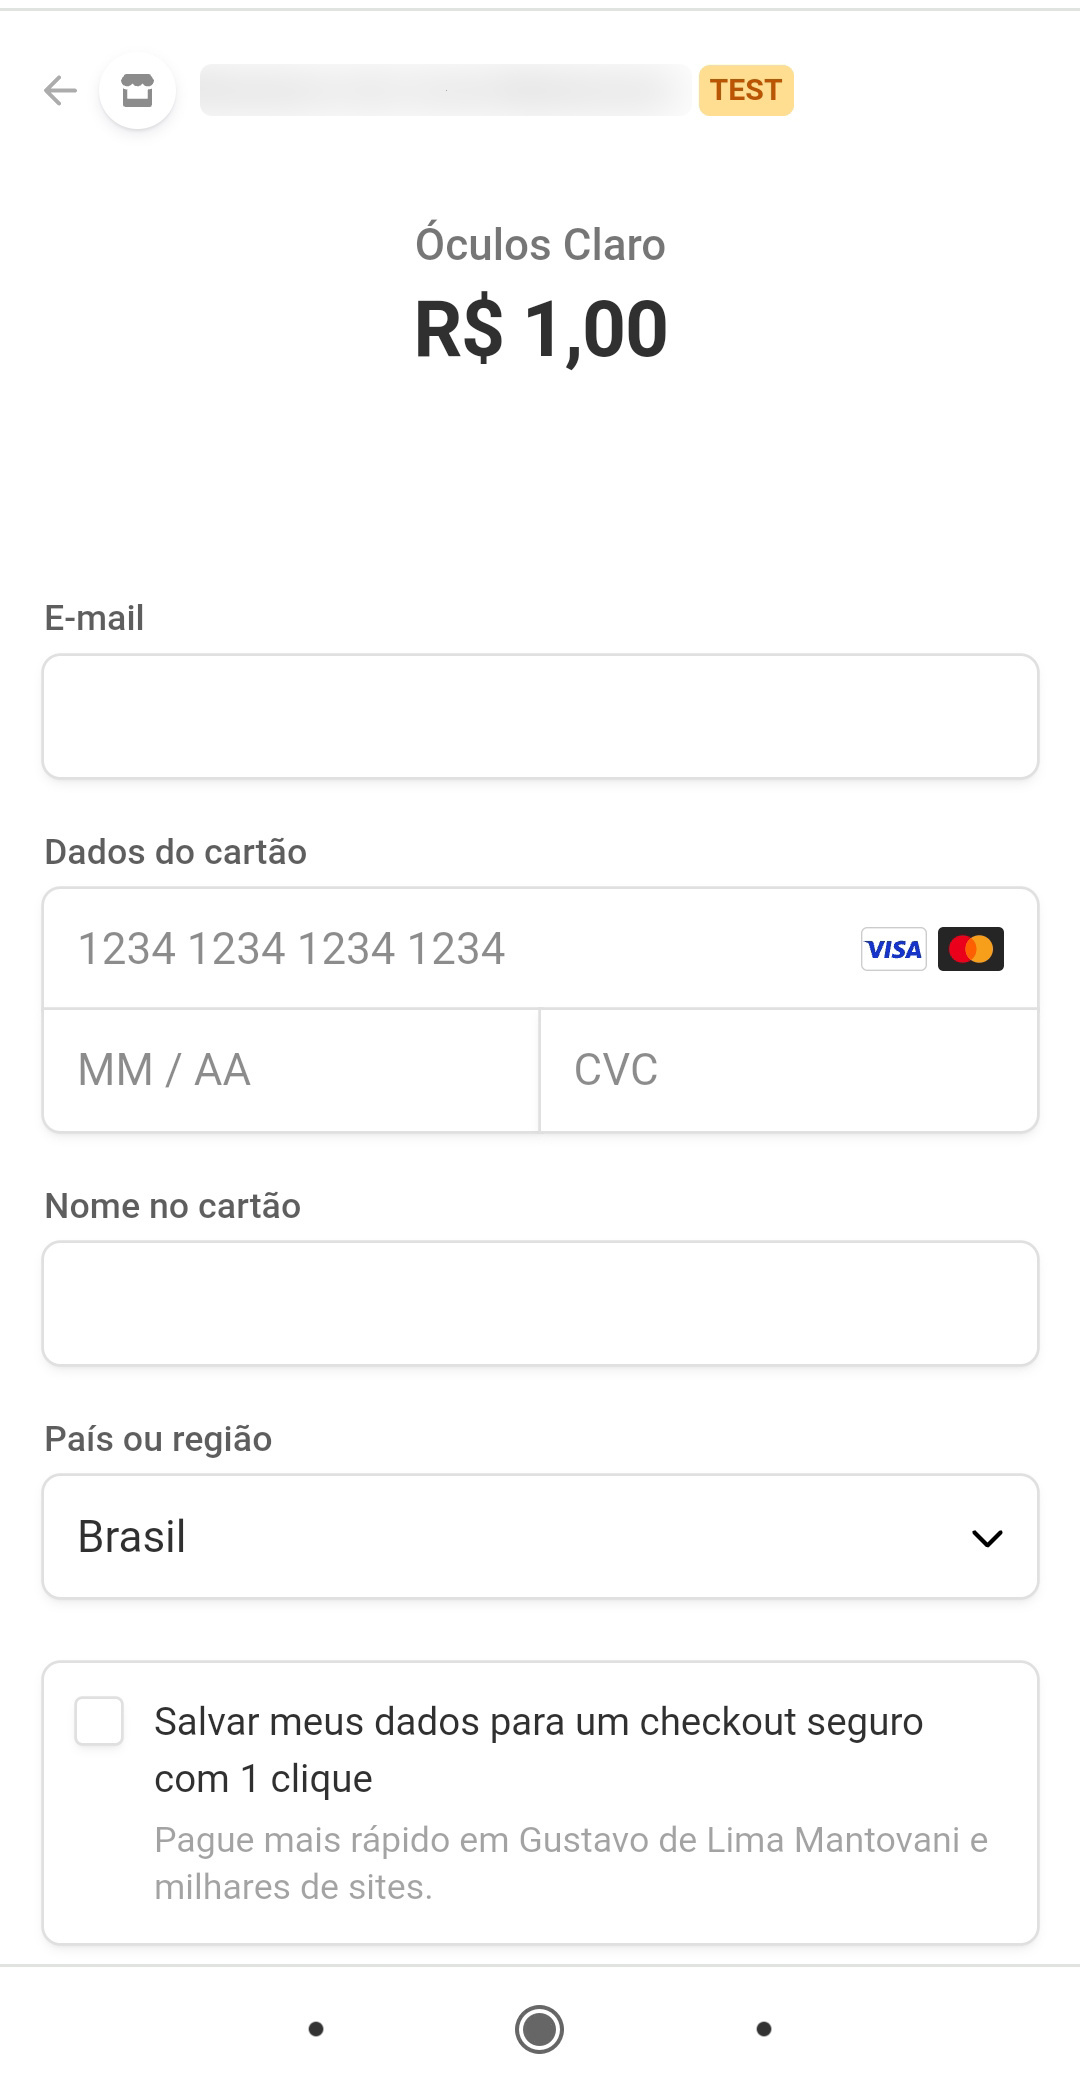 TEST
Óculos Claro
R$ 1,00
E-mail
Dados do cartão
1234 1234 1234 1234 VISA
MM / AA CVC
Nome no cartão
País ou região
Brasil
Salvar meus dados para um checkout seguro
com 1 clique
Pague mais rápido em Gustavo de Lima Mantovani e
milhares de sites.